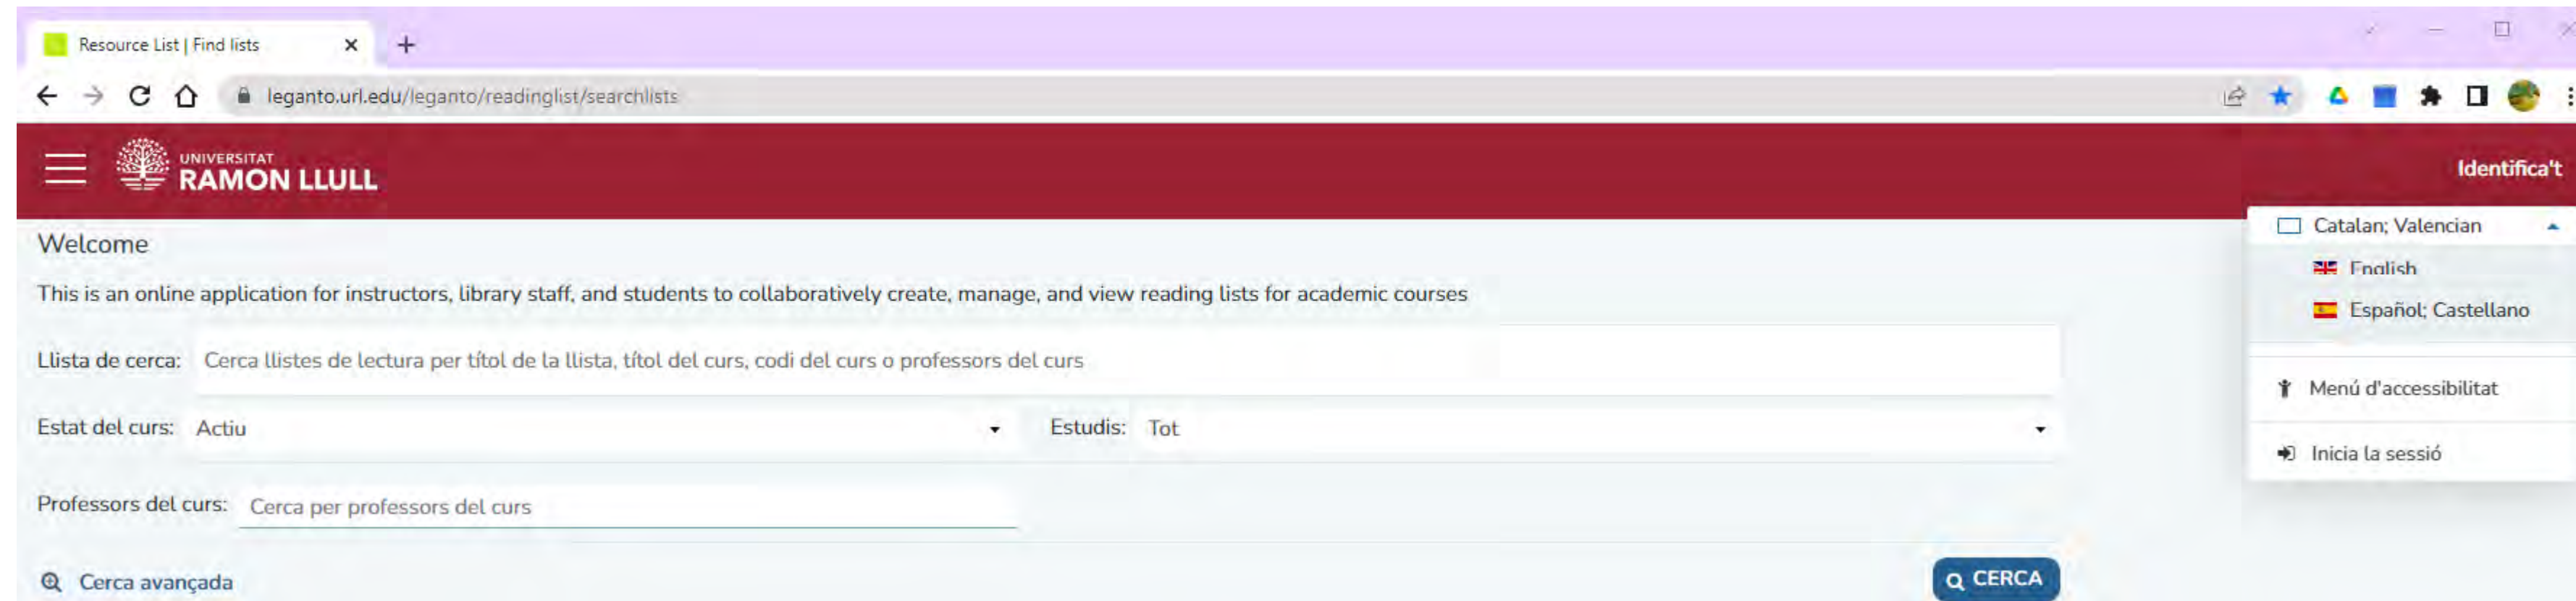 Resource List | Find lists
leganto.url.edu/leganto/readinglist/searchlists
UNIVERSITAT
RAMON LLULL
Identifica't
Catalan; Valencian
English
Español; Castellano
Menú d'accessibilitat
Inicia la sessió
Welcome
This is an online application for instructors, library staff, and students to collaboratively create, manage, and view reading lists for academic courses
Llista de cerca: Cerca llistes de lectura per títol de la llista, títol del curs, codi del curs o professors del curs
Estat del curs: Actiu Estudis: Tot
Professors del curs: Cerca per professors del curs
Cerca avançada CERCA